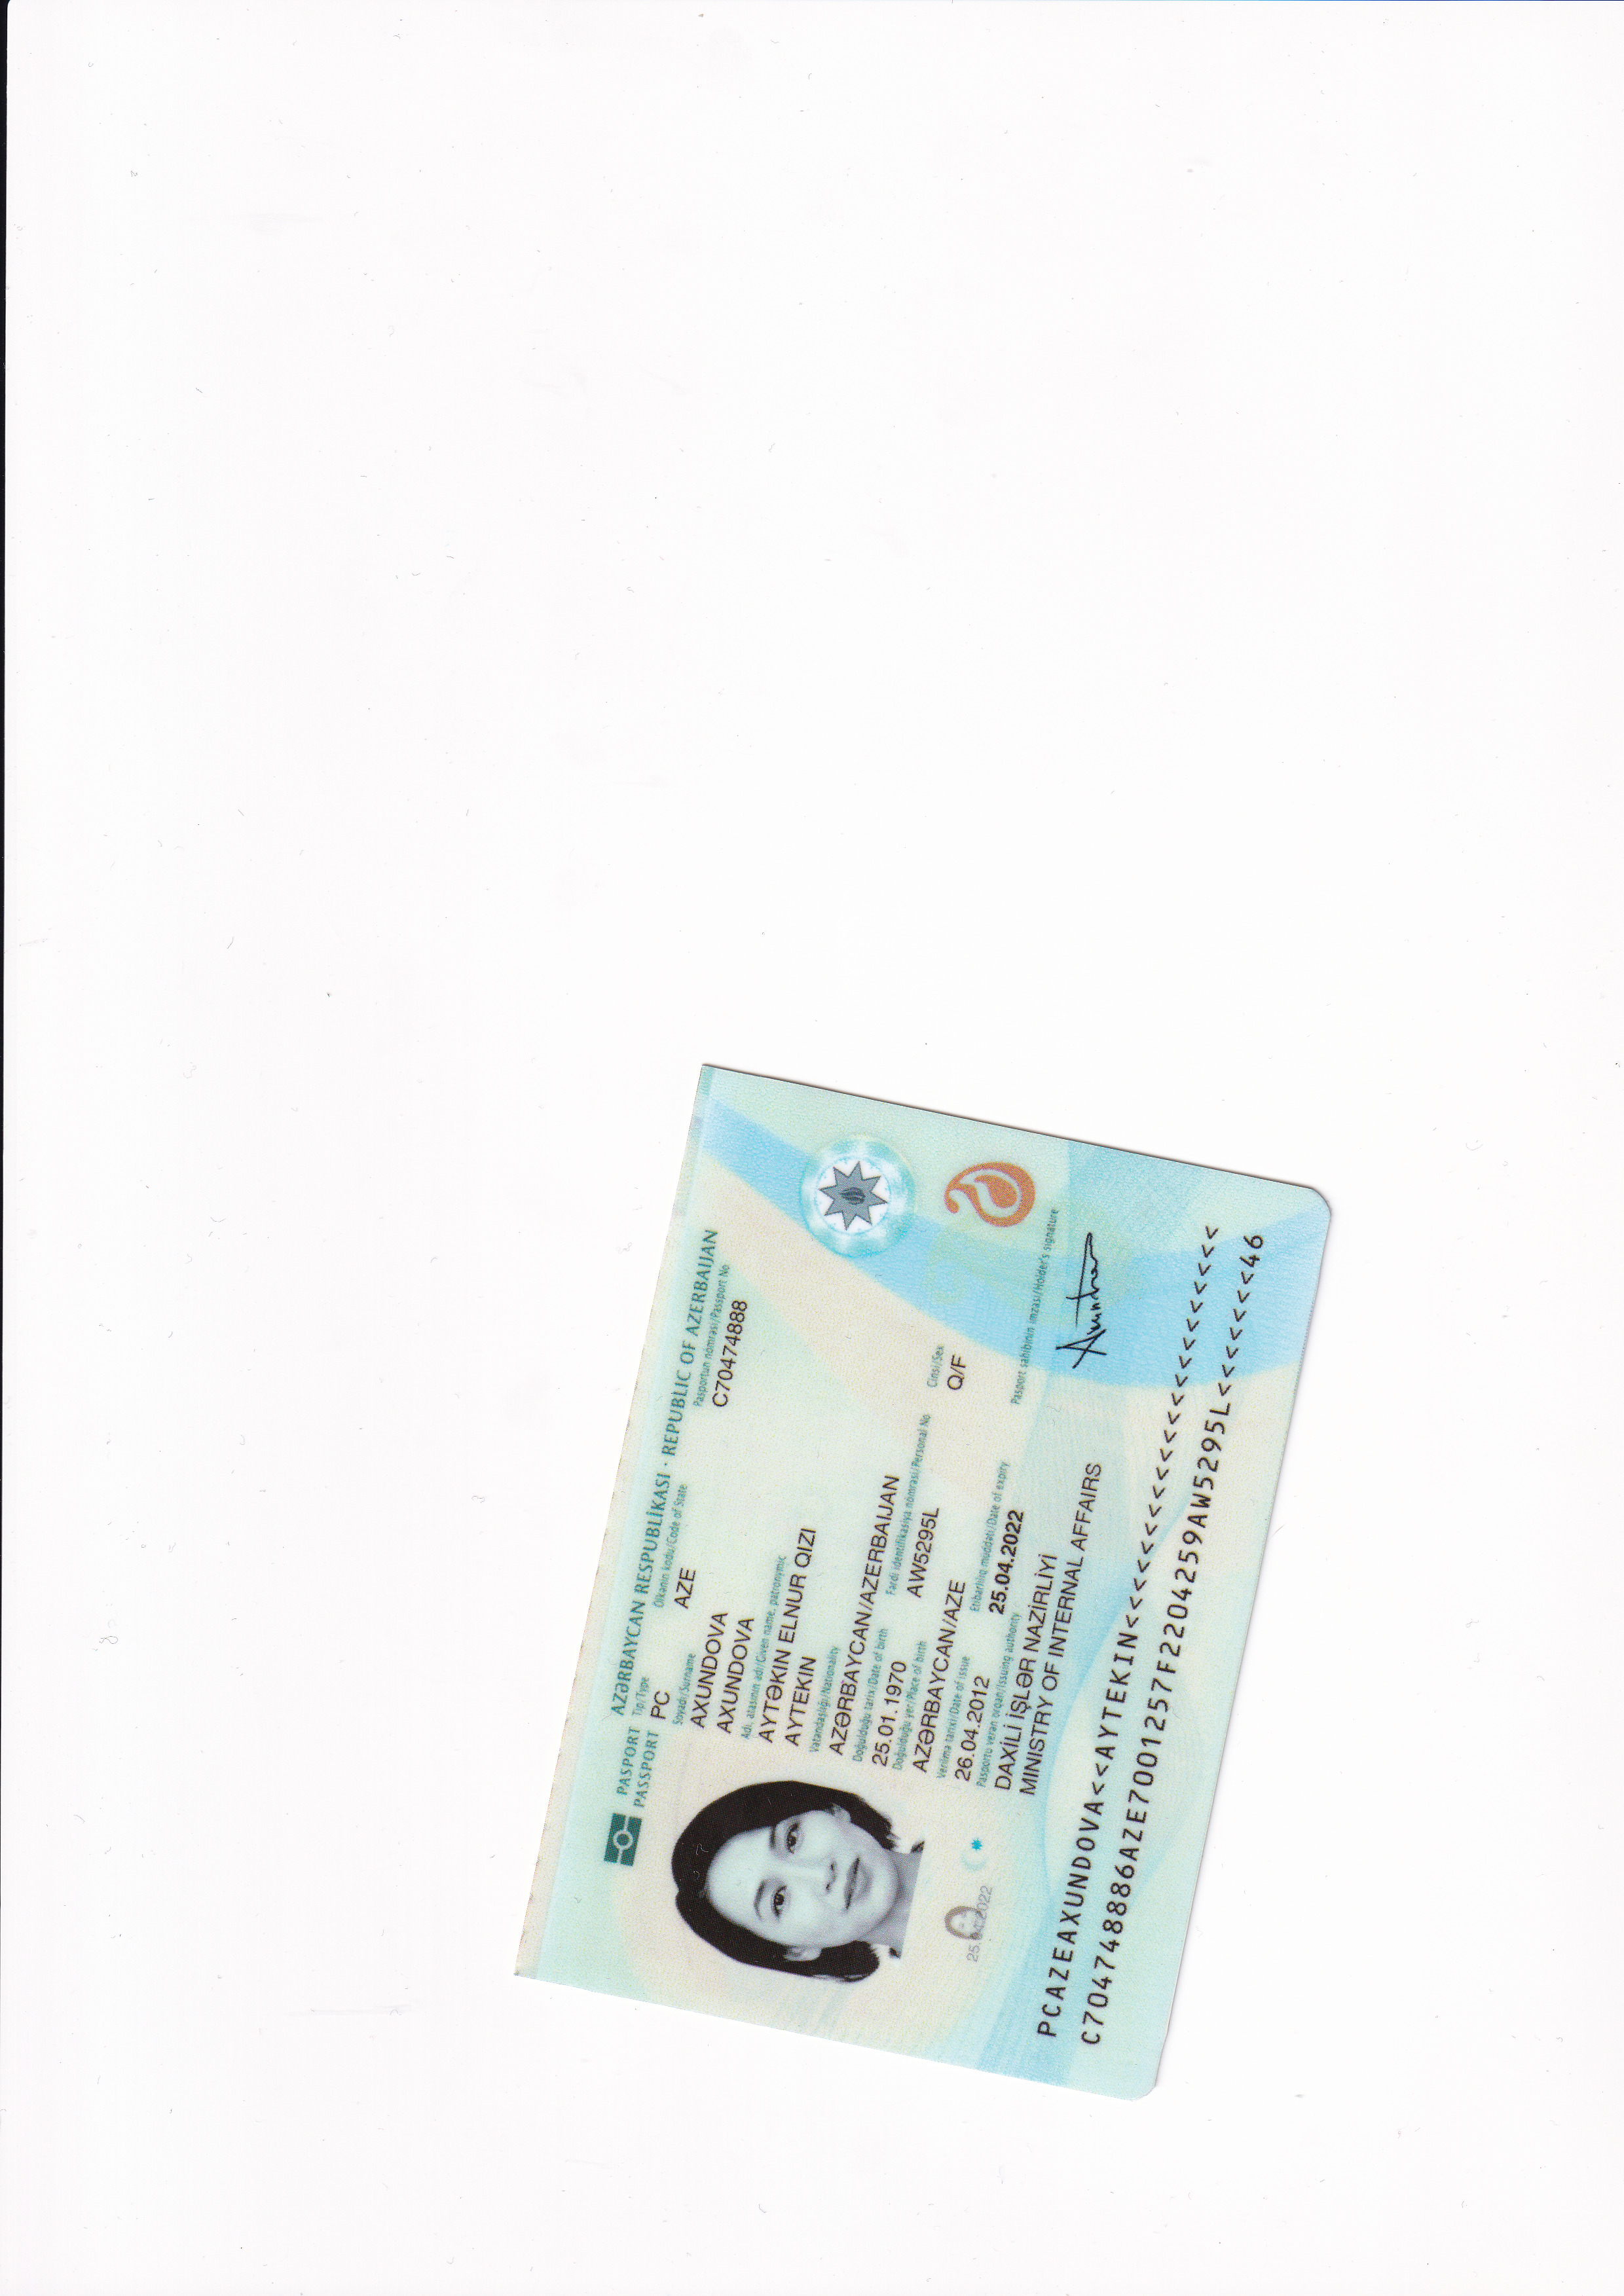 PASPORT AZƏRBAYCAN RESPUBLİKASI · REPUBLIC OF AZERBAIJAN
PASSPORT Tip/Type Ölkənin kodu/Code of State Pasportun nömrəsi/Passport No
PC AZE C70474888
Soyadı/Surname
AXUNDOVA
AXUNDOVA
Adı, atasının adı/Given name, patronymic
AYTƏKIN ELNUR QIZI
AYTEKIN
Vətəndaşlığı/Nationality
AZƏRBAYCAN/AZERBAIJAN
Doğulduğu tarix/Date of birth Fərdi identifikasiya nömrəsi/Personal No Cinsi/Sex
25.01.1970 AW5295L Q/F
Doğulduğu yer/Place of birth
AZƏRBAYCAN/AZE
Verilmə tarixi/Date of issue Etibarlılıq müddəti/Date of expiry
26.04.2012 25.04.2022
Pasportu verən orqan/Issuing authority Pasport sahibinin imzası/Holder's signature
DAXİLİ İŞLƏR NAZİRLİYİ
MINISTRY OF INTERNAL AFFAIRS
25.04.2022
PCAZEAXUNDOVA<<AYTEKIN<<<<<<<<<<<<<<<<<<<<<<
C704748886AZE7001257F2204259AW5295L<<<<<<<46